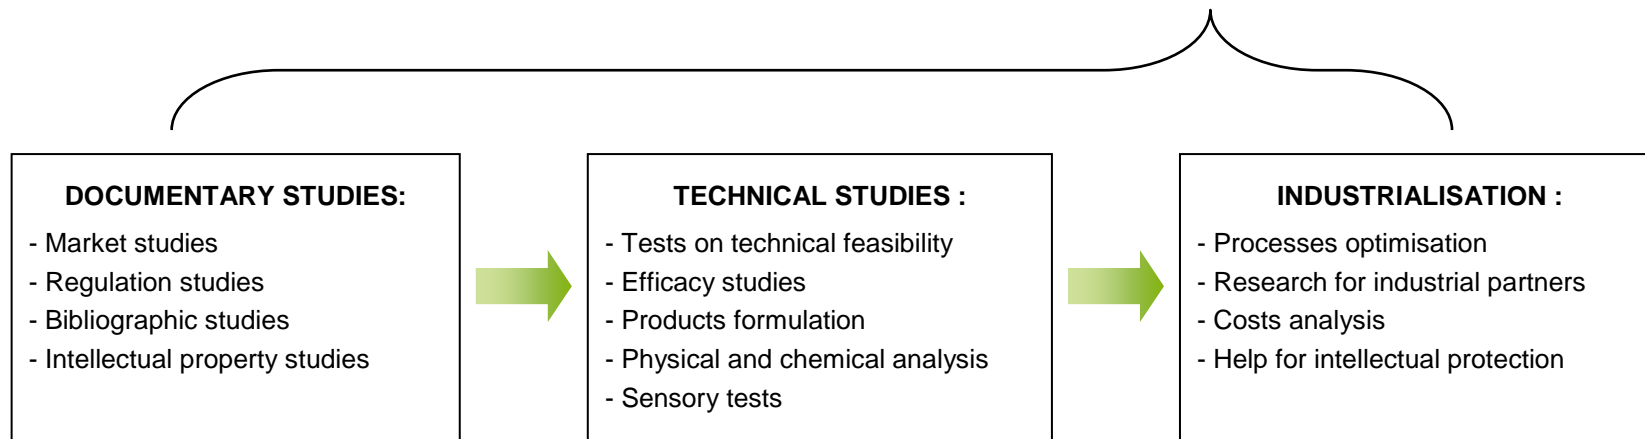 DOCUMENTARY STUDIES:
- Market studies
- Regulation studies
- Bibliographic studies
- Intellectual property studies
TECHNICAL STUDIES :
- Tests on technical feasibility
- Efficacy studies
- Products formulation
- Physical and chemical analysis
- Sensory tests
INDUSTRIALISATION :
- Processes optimisation
- Research for industrial partners
- Costs analysis
- Help for intellectual protection